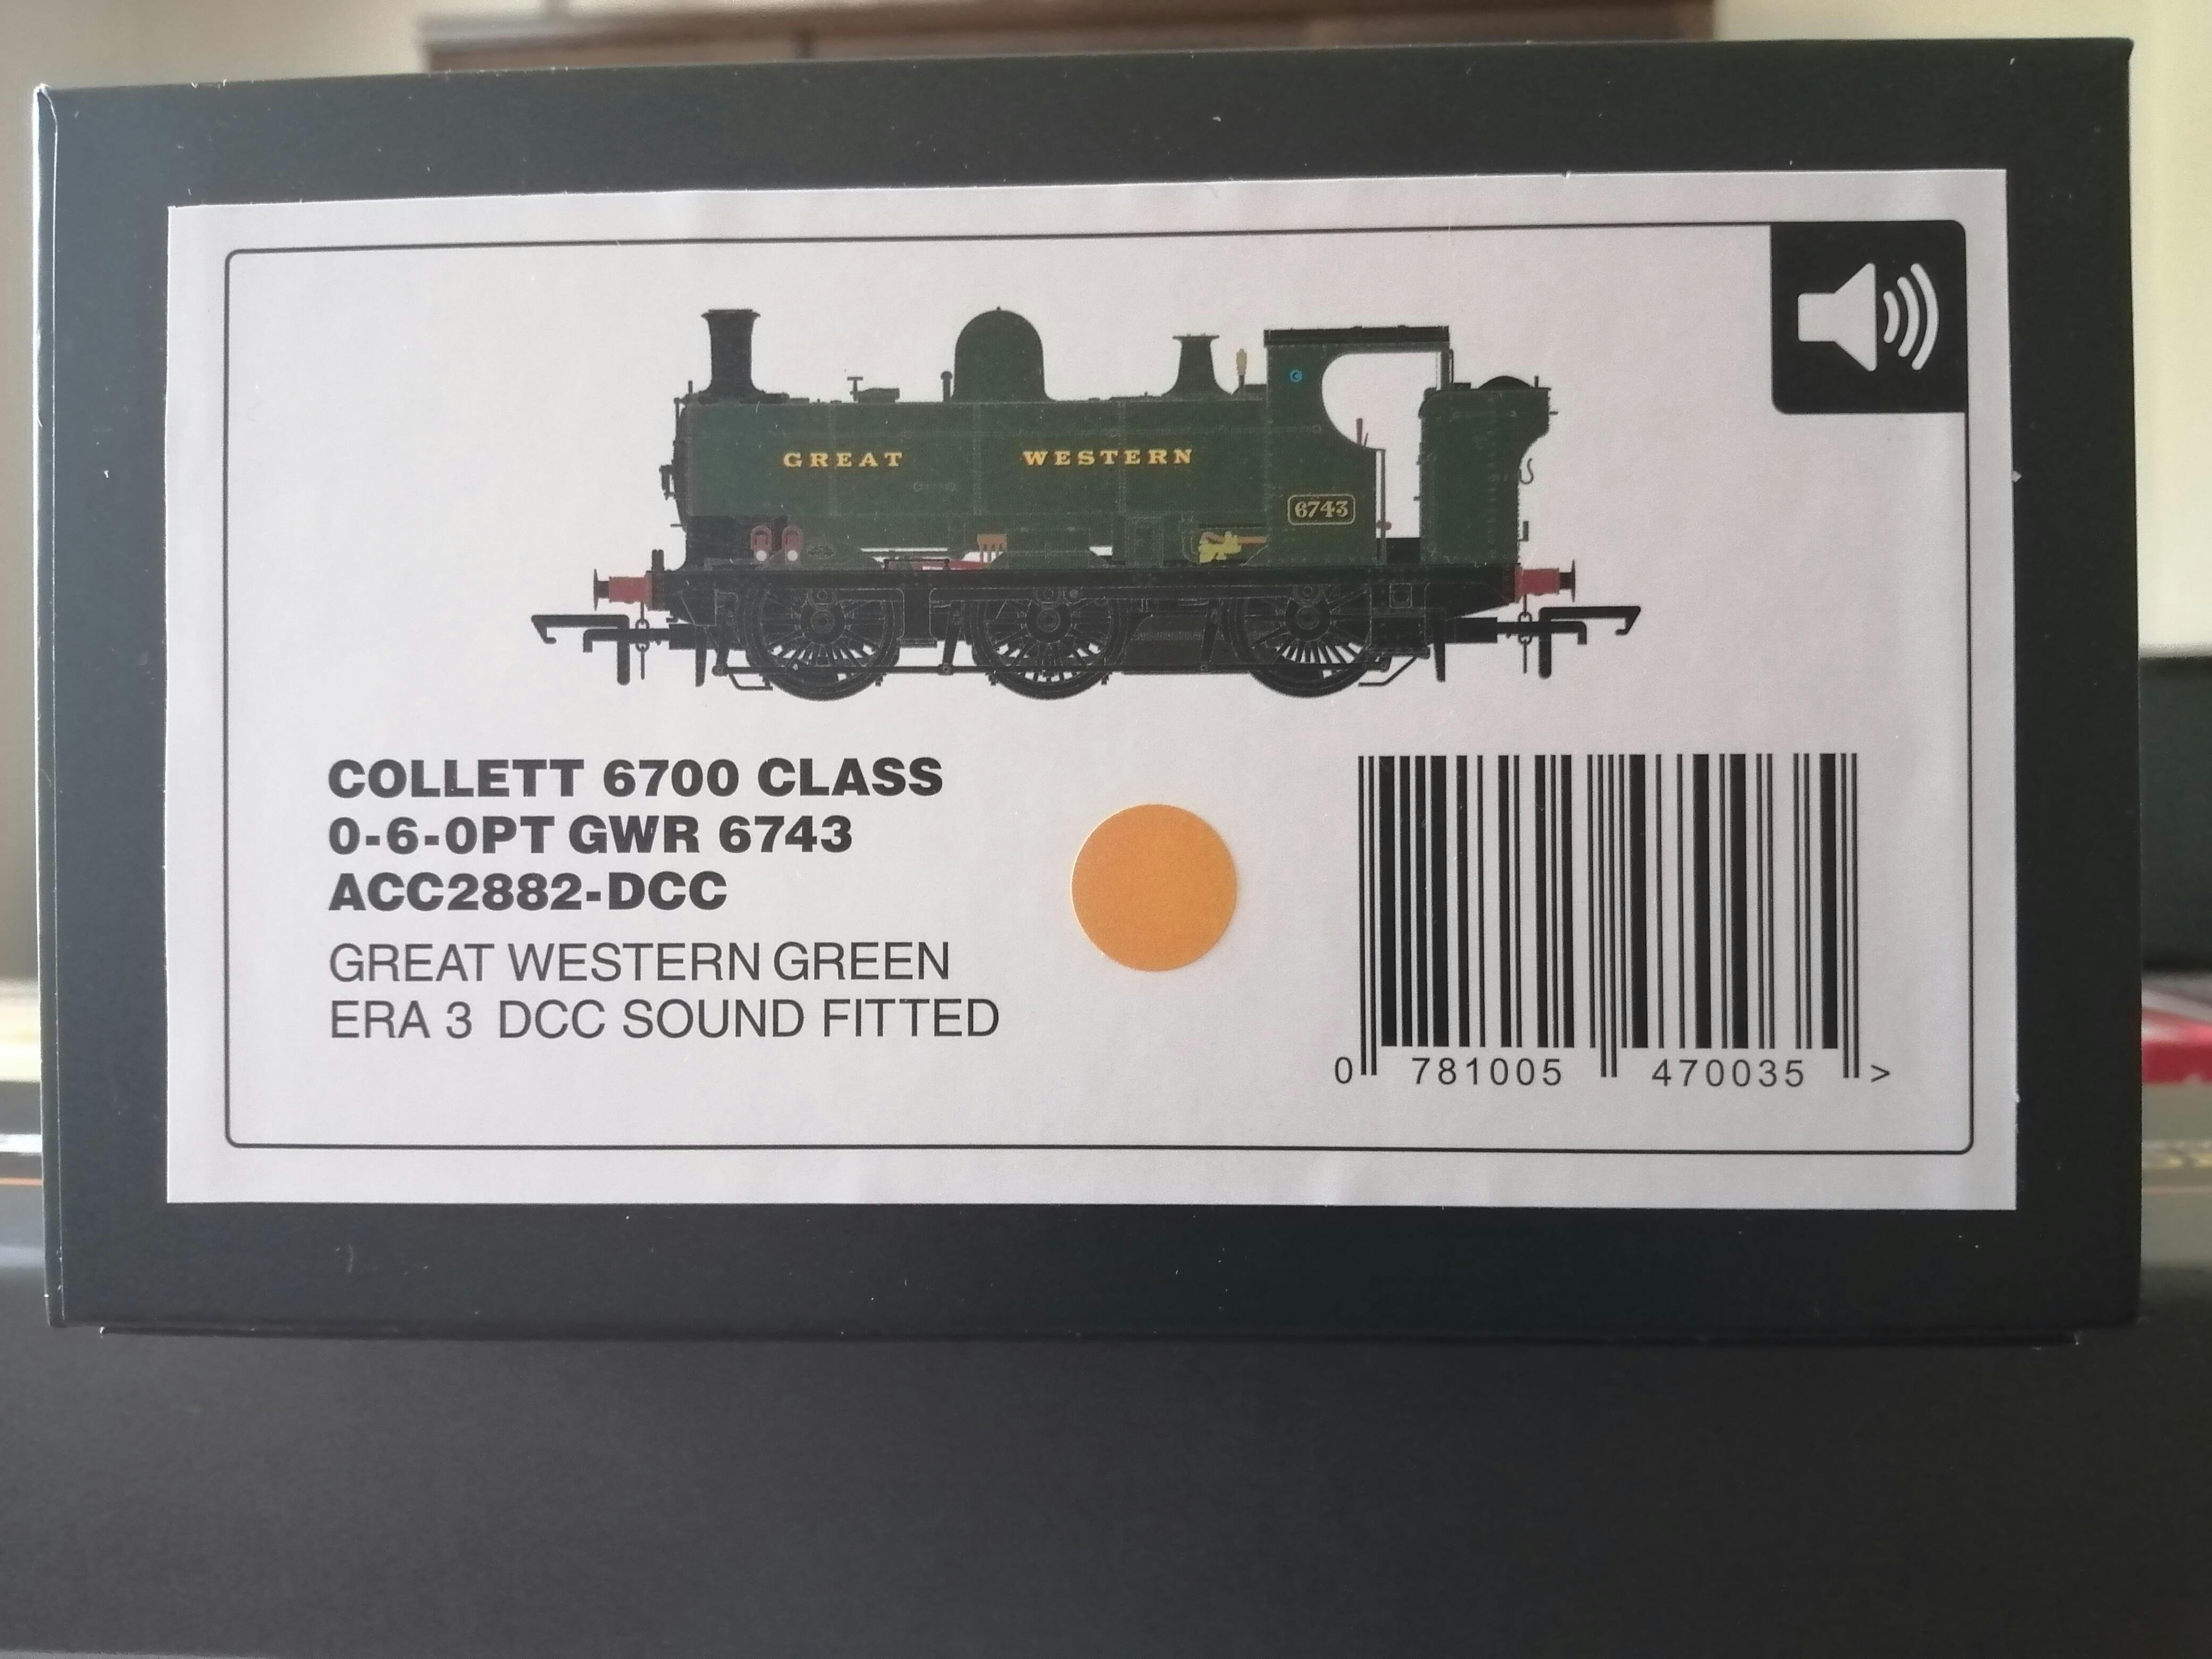 GREAT WESTERN
6743
COLLETT 6700 CLASS
0-6-0PT GWR 6743
ACC2882-DCC
GREAT WESTERN GREEN
ERA 3 DCC SOUND FITTED
0 781005 470035 >